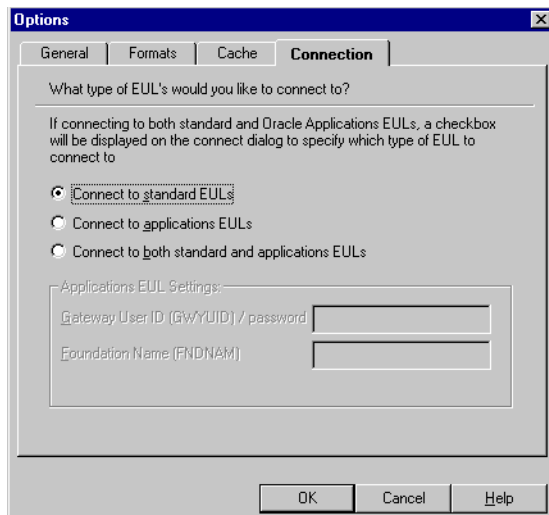 Options
General Formats Cache Connection
What type of EUL's would you like to connect to?
If connecting to both standard and Oracle Applications EULs, a checkbox
will be displayed on the connect dialog to specify which type of EUL to
connect to
Connect to standard EULs
Connect to applications EULs
Connect to both standard and applications EULs
Applications EUL Settings:
Gateway User ID (GWYUID) / password
Foundation Name (FNDNAM)
OK Cancel Help